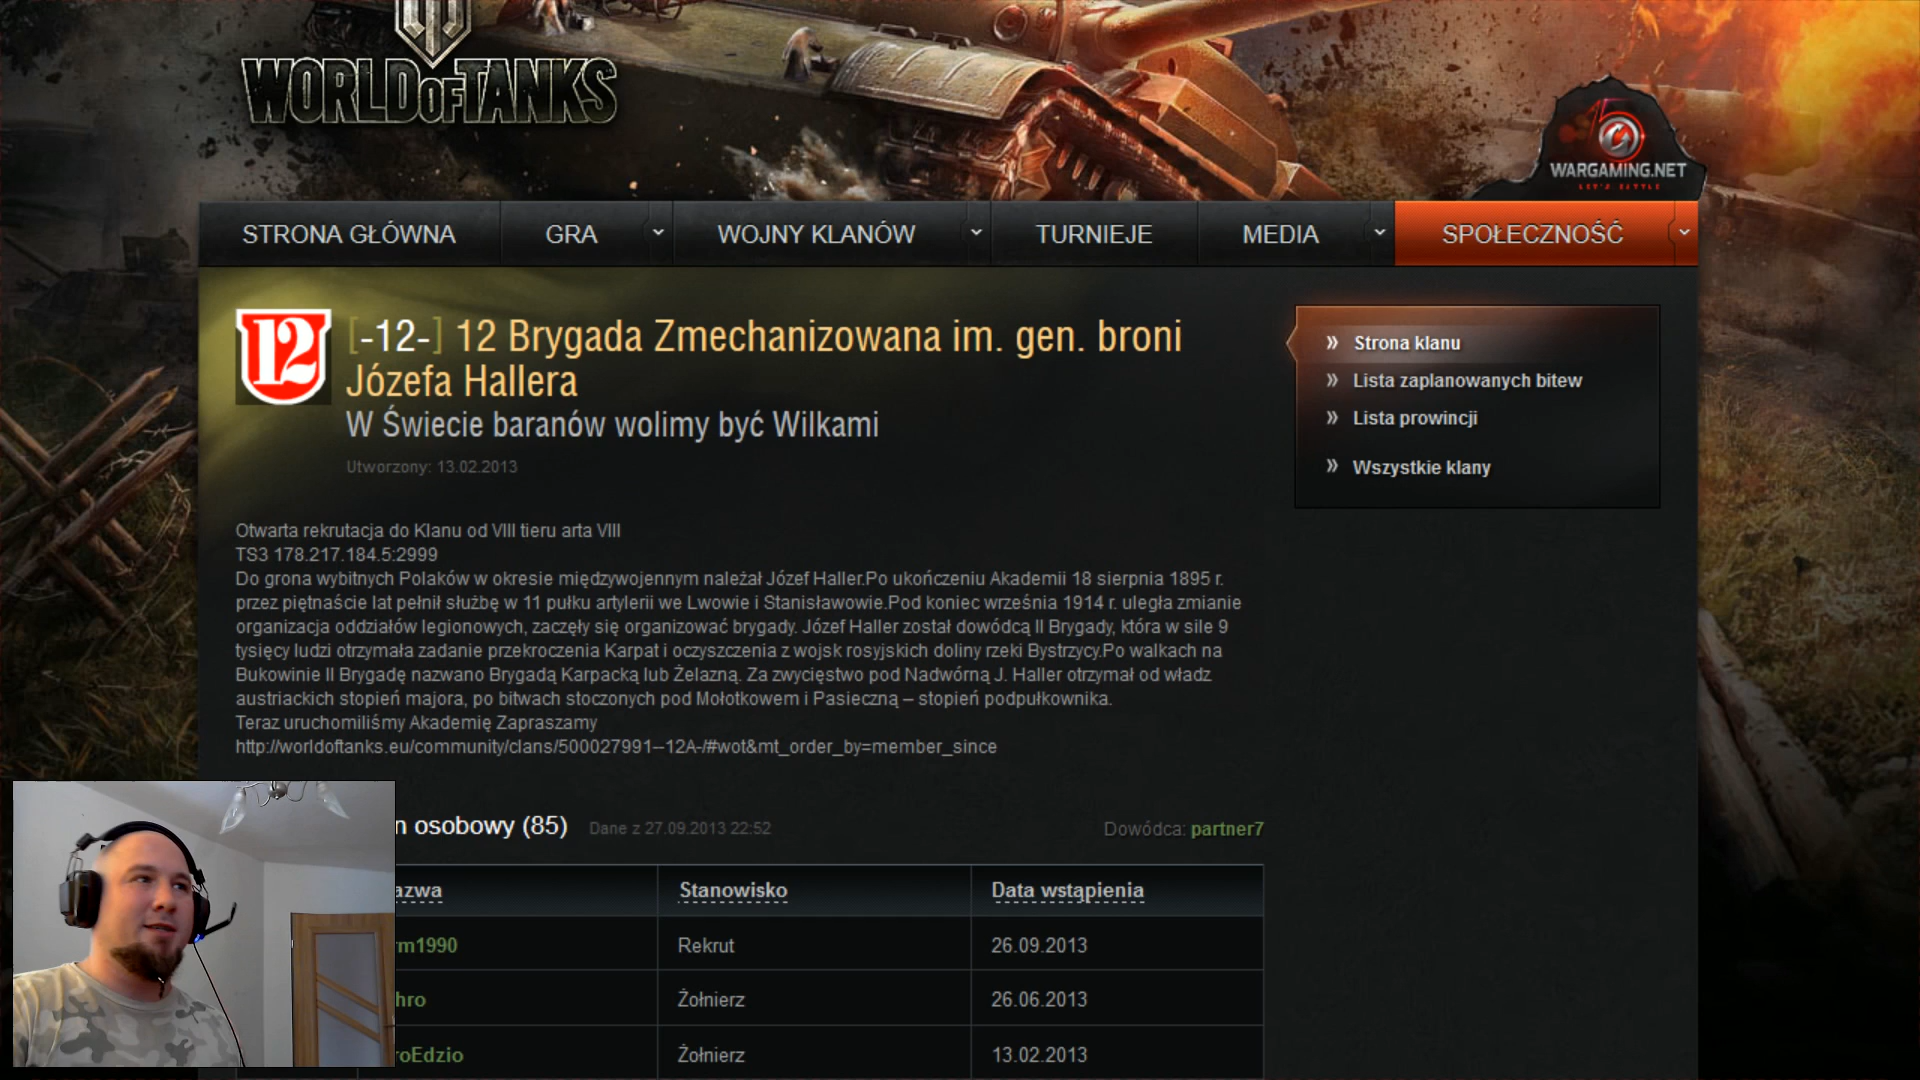 WORLD OF TANKS
WARGAMING.NET
LET'S BATTLE
STRONA GŁÓWNA
GRA
WOJNY KLANÓW
TURNIEJE
MEDIA
SPOŁECZNOŚĆ
12
[-12-] 12 Brygada Zmechanizowana im. gen. broni
Józefa Hallera
W Świecie baranów wolimy być Wilkami
Utworzony: 13.02.2013
» Strona klanu
» Lista zaplanowanych bitew
» Lista prowincji
» Wszystkie klany
Otwarta rekrutacja do Klanu od VIII tieru arta VIII
TS3 178.217.184.5:2999
Do grona wybitnych Polaków w okresie międzywojennym należał Józef Haller.Po ukończeniu Akademii 18 sierpnia 1895 r.
przez piętnaście lat pełnił służbę w 11 pułku artylerii we Lwowie i Stanisławowie.Pod koniec września 1914 r. uległa zmianie
organizacja oddziałów legionowych, zaczęły się organizować brygady. Józef Haller został dowódcą II Brygady, która w sile 9
tysięcy ludzi otrzymała zadanie przekroczenia Karpat i oczyszczenia z wojsk rosyjskich doliny rzeki Bystrzycy.Po walkach na
Bukowinie II Brygadę nazwano Brygadą Karpacką lub Żelazną. Za zwycięstwo pod Nadwórną J. Haller otrzymał od władz
austriackich stopień majora, po bitwach stoczonych pod Mołotkowem i Pasieczną – stopień podpułkownika.
Teraz uruchomiliśmy Akademię Zapraszamy
http://worldoftanks.eu/community/clans/500027991--12A-/#wot&mt_order_by=member_since
n osobowy (85) Dane z 27.09.2013 22:52 Dowódca: partner7
azwa Stanowisko Data wstąpienia
rm1990 Rekrut 26.09.2013
hro Żołnierz 26.06.2013
roEdzio Żołnierz 13.02.2013